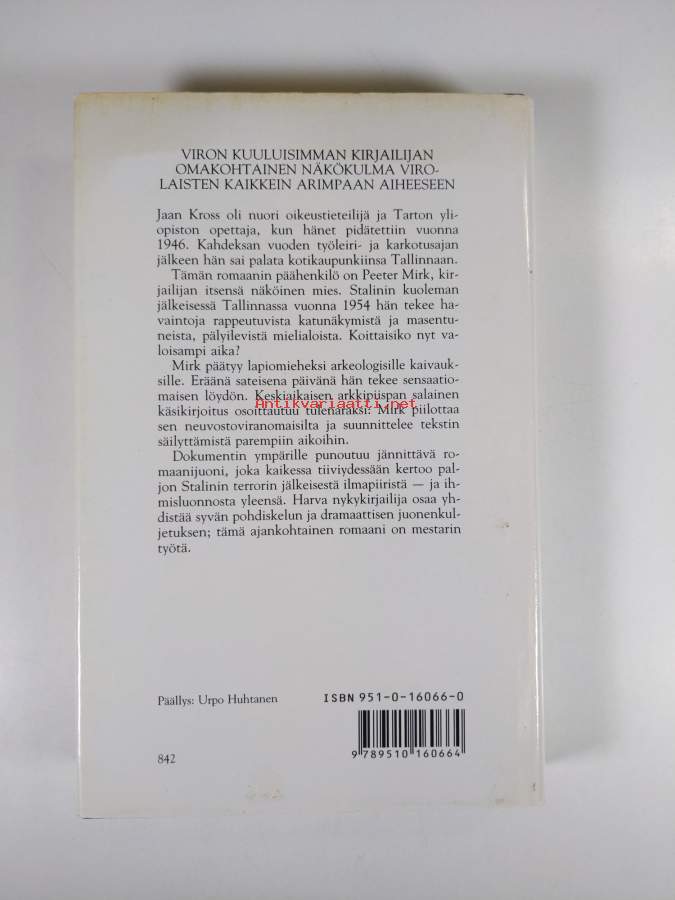 VIRON KUULUISIMMAN KIRJAILIJAN
OMAKOHTAINEN NÄKÖKULMA VIRO-
LAISTEN KAIKKEIN ARIMPAAN AIHEESEEN
Jaan Kross oli nuori oikeustieteilijä ja Tarton yli-
opiston opettaja, kun hänet pidätettiin vuonna
1946. Kahdeksan vuoden työleiri- ja karkotusajan
jälkeen hän sai palata kotikaupunkiinsa Tallinnaan.
Tämän romaanin päähenkilö on Peeter Mirk, kir-
jailijan itsensä näköinen mies. Stalinin kuoleman
jälkeisessä Tallinnassa vuonna 1954 hän tekee ha-
vaintoja rappeutuvista katunäkymistä ja masentu-
neista, pälyilevistä mielialoista. Koittaisiko nyt va-
loisampi aika?
Mirk päätyy lapiomieheksi arkeologisille kaivauk-
sille. Eräänä sateisena päivänä hän tekee sensaatio-
maisen löydön. Keskiaikaisen arkkipiispan salainen
käsikirjoitus osoittautuu tulenaraksi. Mirk piilottaa
Antikvariaatti.net
sen neuvostoviranomaisilta ja suunnittelee tekstin
säilyttämistä parempiin aikoihin.
Dokumentin ympärille punoutuu jännittävä ro-
maanijuoni, joka kaikessa tiiviydessään kertoo pal-
jon Stalinin terrorin jälkeisestä ilmapiiristä — ja ih-
misluonnosta yleensä. Harva nykykirjailija osaa yh-
distää syvän pohdiskelun ja dramaattisen juonenkul-
jetuksen; tämä ajankohtainen romaani on mestarin
työtä.
Päällys: Urpo Huhtanen
ISBN 951-0-16066-0
9 789510 160664
842